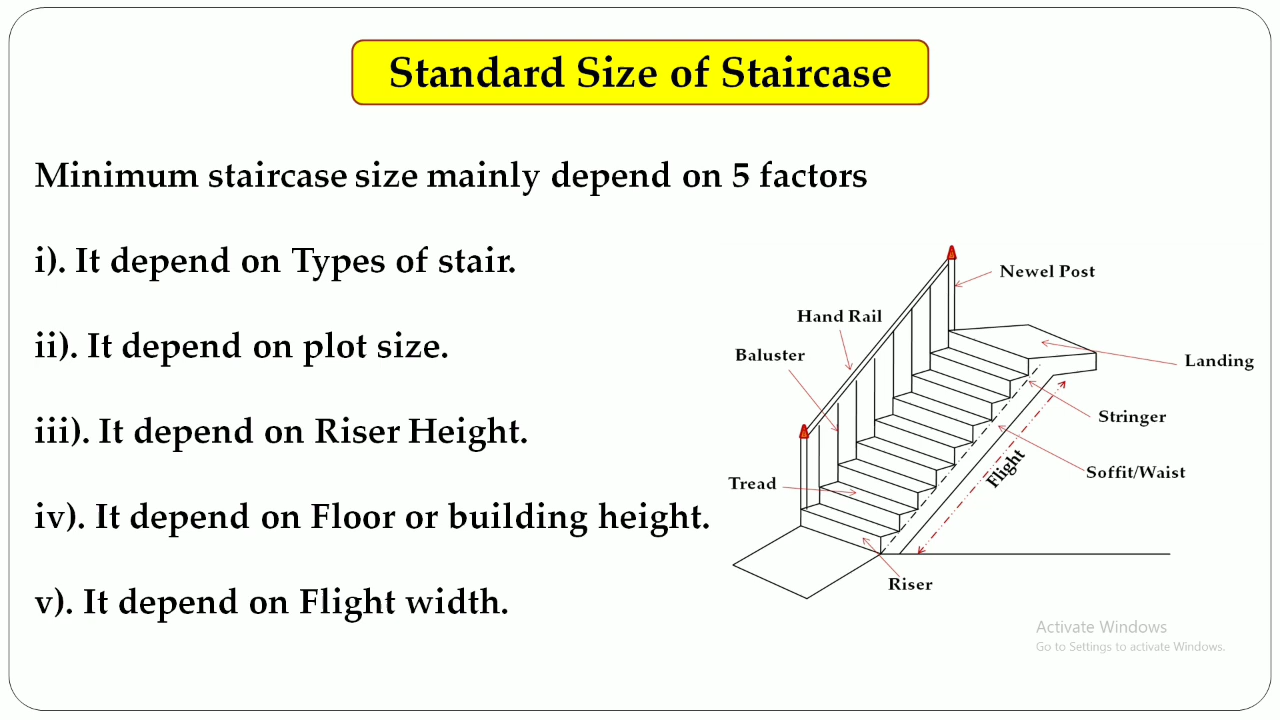 Standard Size of Staircase
Minimum staircase size mainly depend on 5 factors
i). It depend on Types of stair.
ii). It depend on plot size.
iii). It depend on Riser Height.
iv). It depend on Floor or building height.
v). It depend on Flight width.
Newel Post
Hand Rail
Baluster
Landing
Stringer
Soffit/Waist
Flight
Tread
Riser
Activate Windows
Go to Settings to activate Windows.